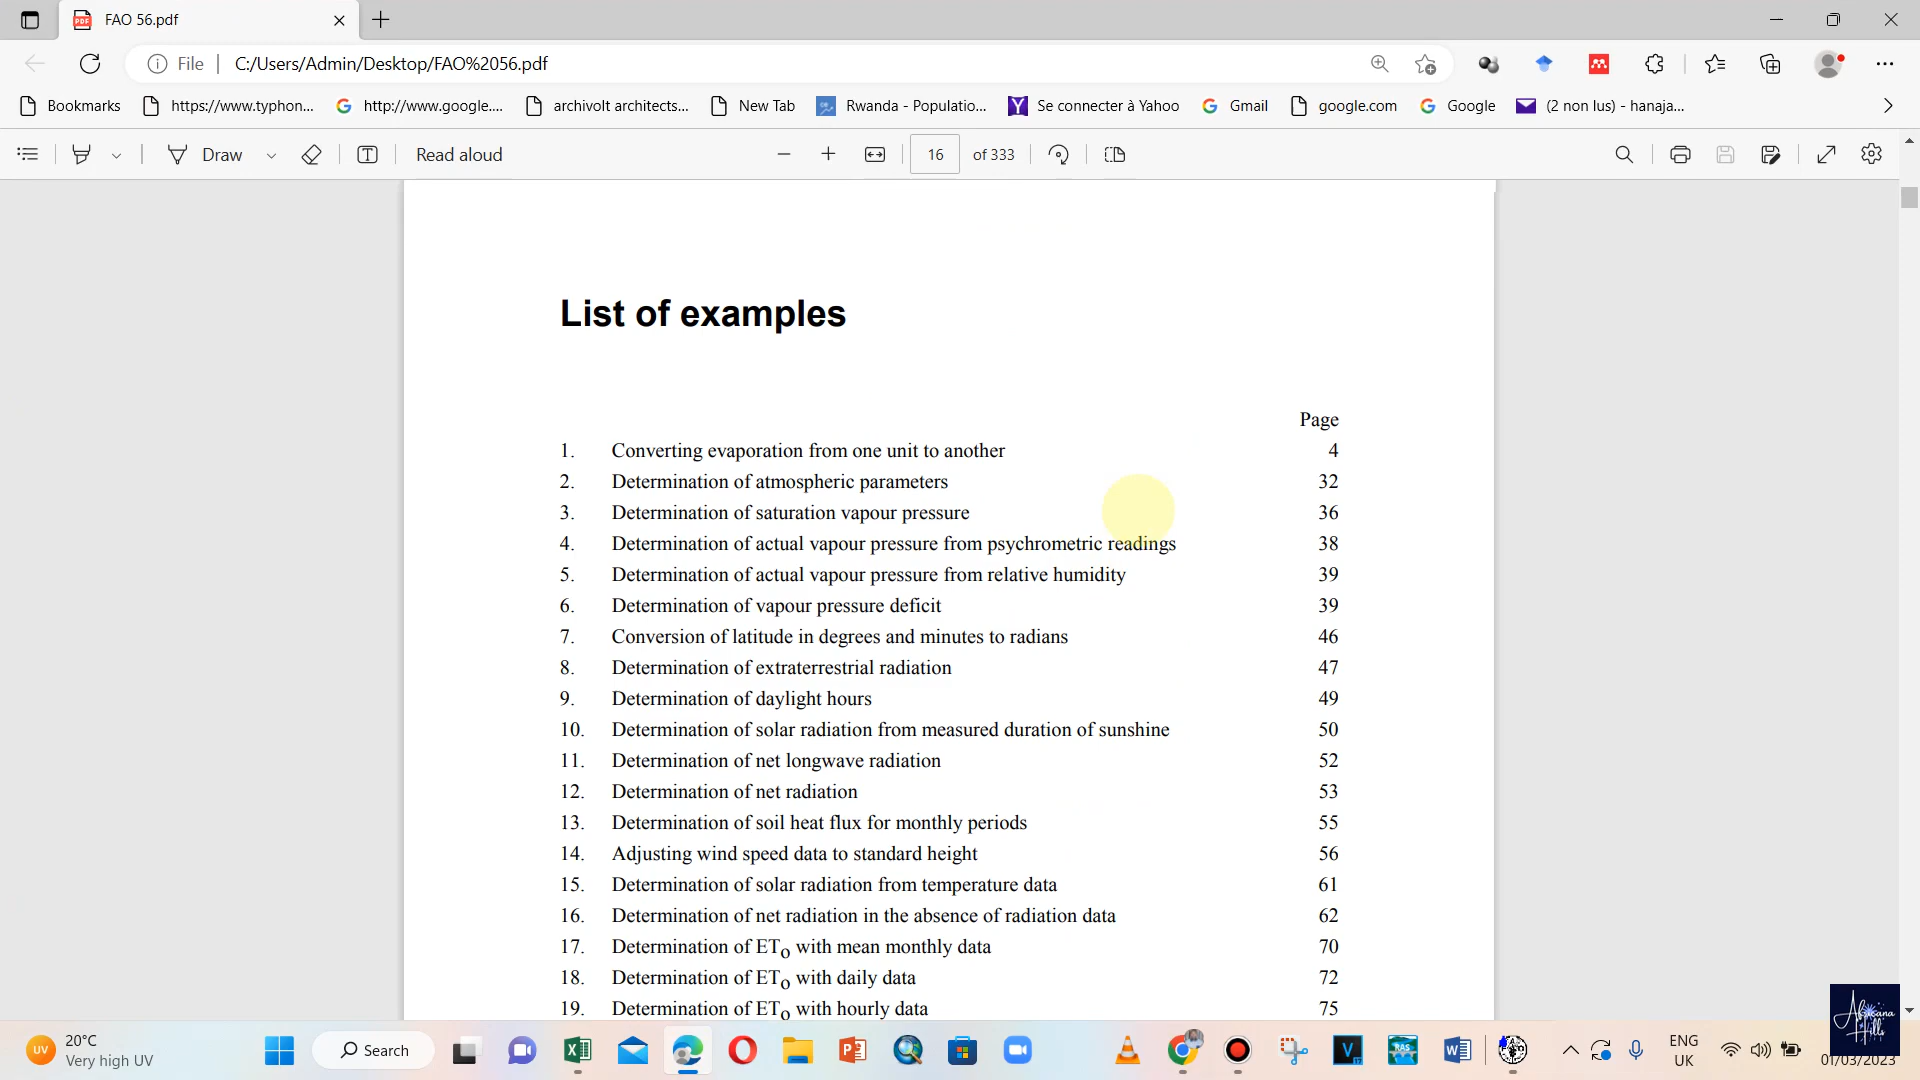 FAO 56.pdf
File C:/Users/Admin/Desktop/FAO%2056.pdf
Bookmarks https://www.typhon... http://www.google.... archivolt architects... New Tab Rwanda - Populatio... Se connecter à Yahoo Gmail google.com Google (2 non lus) - hanaja...
Draw Read aloud 16 of 333
List of examples
Page
1. Converting evaporation from one unit to another 4
2. Determination of atmospheric parameters 32
3. Determination of saturation vapour pressure 36
4. Determination of actual vapour pressure from psychrometric readings 38
5. Determination of actual vapour pressure from relative humidity 39
6. Determination of vapour pressure deficit 39
7. Conversion of latitude in degrees and minutes to radians 46
8. Determination of extraterrestrial radiation 47
9. Determination of daylight hours 49
10. Determination of solar radiation from measured duration of sunshine 50
11. Determination of net longwave radiation 52
12. Determination of net radiation 53
13. Determination of soil heat flux for monthly periods 55
14. Adjusting wind speed data to standard height 56
15. Determination of solar radiation from temperature data 61
16. Determination of net radiation in the absence of radiation data 62
17. Determination of ETo with mean monthly data 70
18. Determination of ETo with daily data 72
19. Determination of ETo with hourly data 75
Africana
Hills
UV 20°C
Very high UV
Search
ENG
UK
01/03/2023